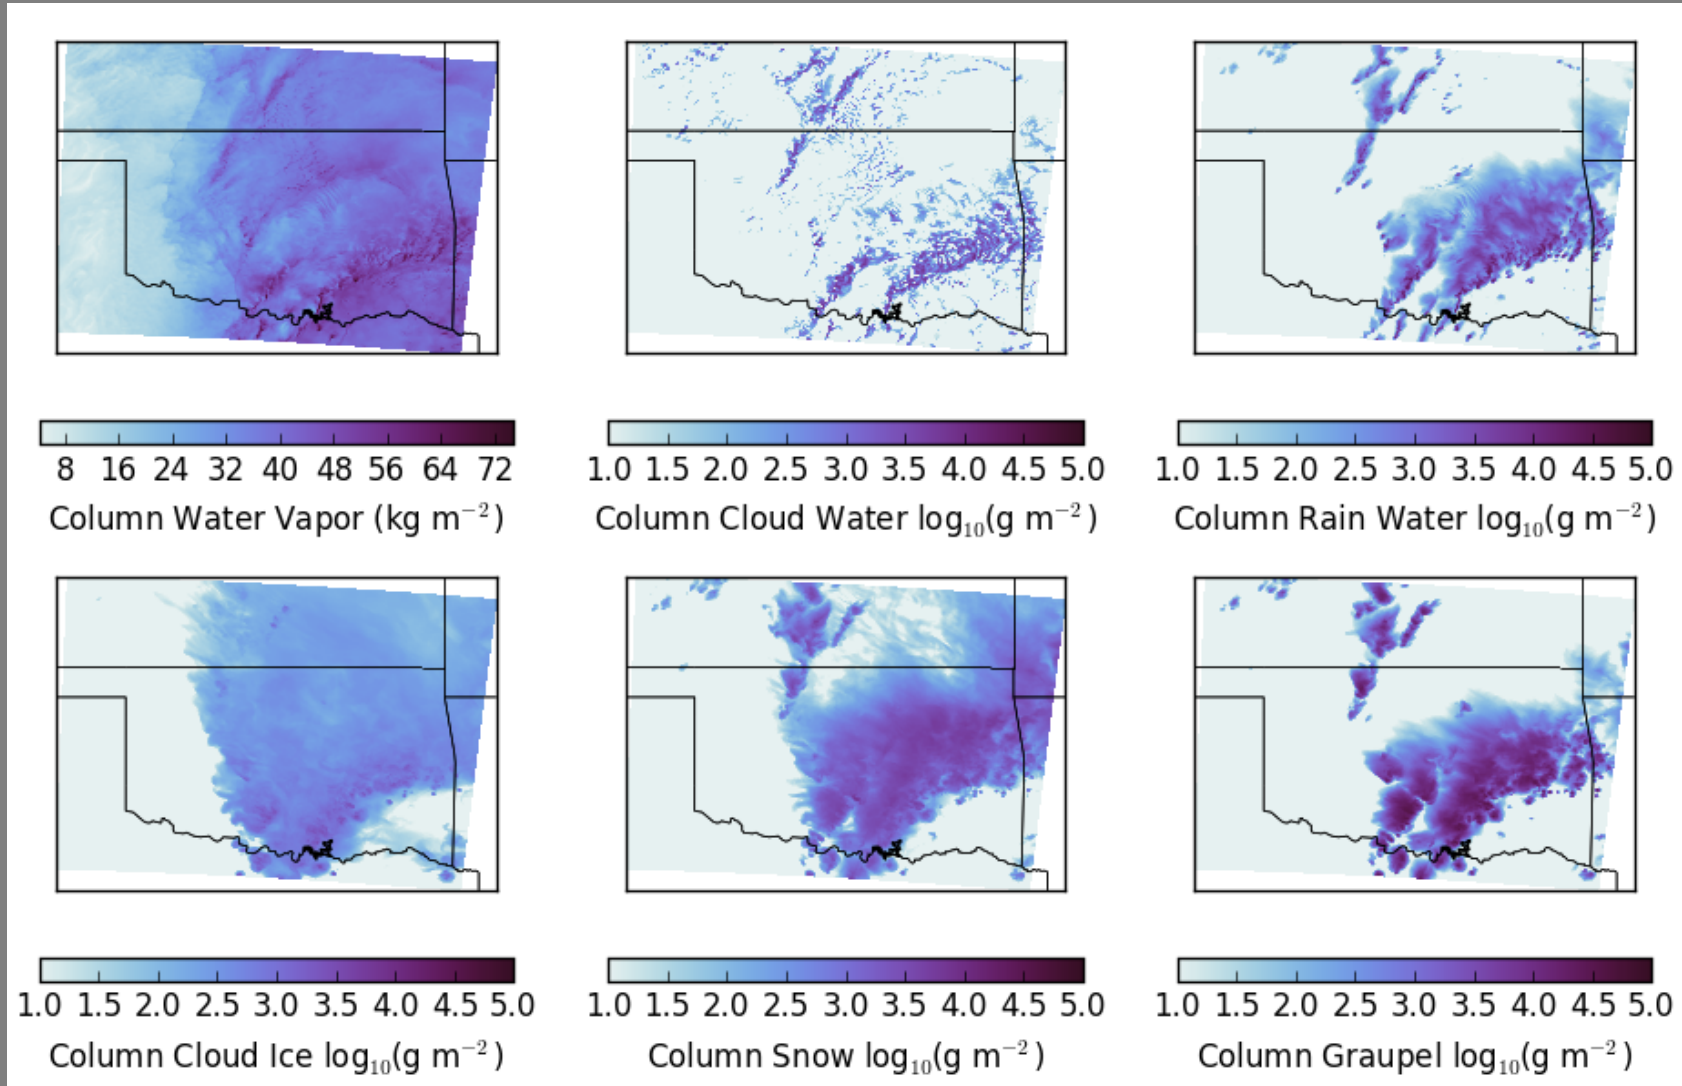 8 16 24 32 40 48 56 64 72
Column Water Vapor (kg m⁻²)
1.0 1.5 2.0 2.5 3.0 3.5 4.0 4.5 5.0
Column Cloud Water log₁₀(g m⁻²)
1.0 1.5 2.0 2.5 3.0 3.5 4.0 4.5 5.0
Column Rain Water log₁₀(g m⁻²)
1.0 1.5 2.0 2.5 3.0 3.5 4.0 4.5 5.0
Column Cloud Ice log₁₀(g m⁻²)
1.0 1.5 2.0 2.5 3.0 3.5 4.0 4.5 5.0
Column Snow log₁₀(g m⁻²)
1.0 1.5 2.0 2.5 3.0 3.5 4.0 4.5 5.0
Column Graupel log₁₀(g m⁻²)